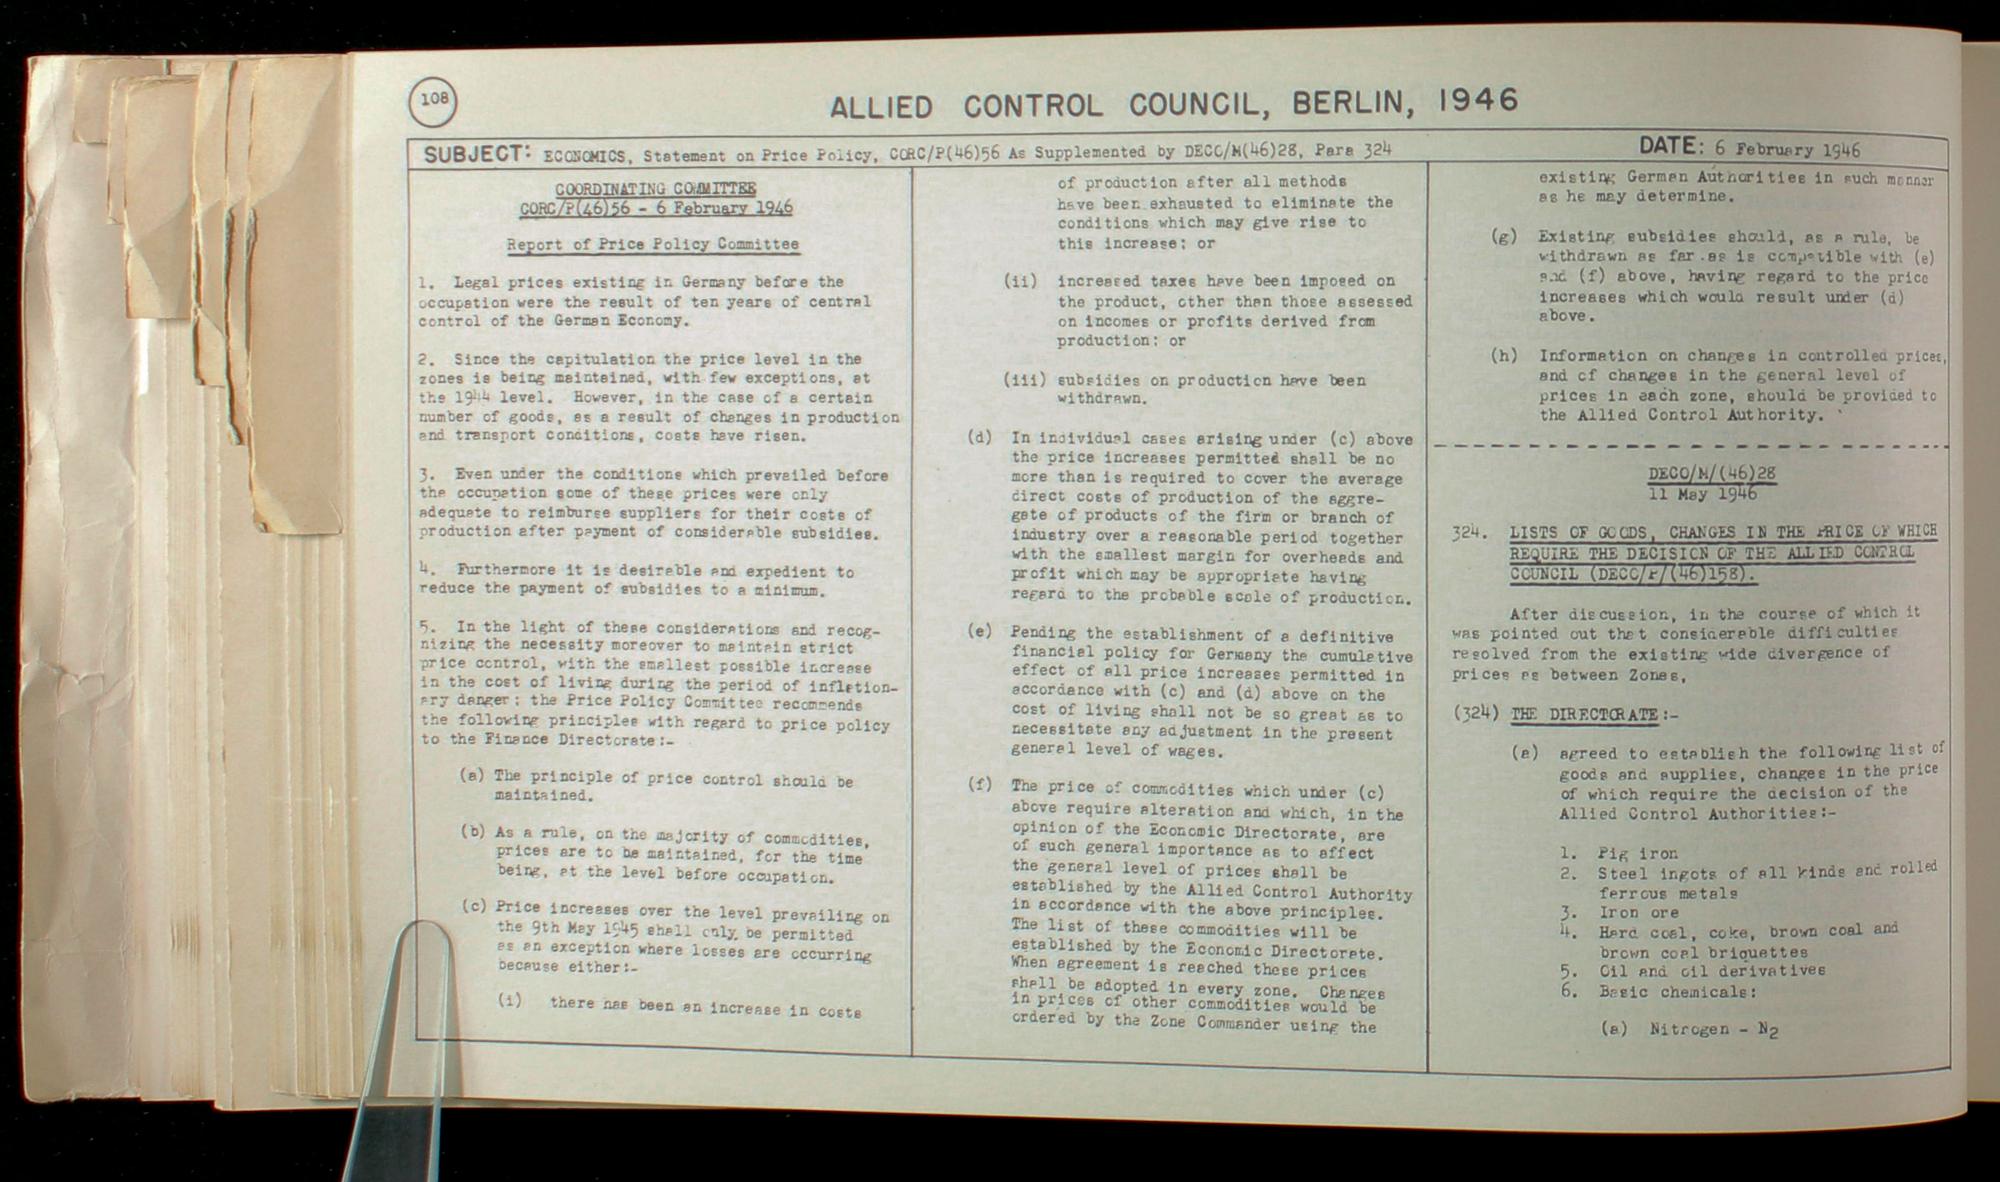 108
ALLIED CONTROL COUNCIL, BERLIN, 1946
SUBJECT: ECONOMICS, Statement on Price Policy, CORC/P(46)56 As Supplemented by DECO/M(46)28, Para 324
DATE: 6 February 1946
COORDINATING COMMITTEE
CORC/P(46)56 - 6 February 1946
Report of Price Policy Committee
1. Legal prices existing in Germany before the
occupation were the result of ten years of central
control of the German Economy.
2. Since the capitulation the price level in the
zones is being maintained, with few exceptions, at
the 1944 level. However, in the case of a certain
number of goods, as a result of changes in production
and transport conditions, costs have risen.
3. Even under the conditions which prevailed before
the occupation some of these prices were only
adequate to reimburse suppliers for their costs of
production after payment of considerable subsidies.
4. Furthermore it is desirable and expedient to
reduce the payment of subsidies to a minimum.
5. In the light of these considerations and recog-
nizing the necessity moreover to maintain strict
price control, with the smallest possible increase
in the cost of living during the period of inflation-
ary danger; the Price Policy Committee recommends
the following principles with regard to price policy
to the Finance Directorate:-
(a) The principle of price control should be
maintained.
(b) As a rule, on the majority of commodities,
prices are to be maintained, for the time
being, at the level before occupation.
(c) Price increases over the level prevailing on
the 9th May 1945 shall only be permitted
as an exception where losses are occurring
because either:-
(i) there has been an increase in costs
of production after all methods
have been exhausted to eliminate the
conditions which may give rise to
this increase; or
(ii) increased taxes have been imposed on
the product, other than those assessed
on incomes or profits derived from
production; or
(iii) subsidies on production have been
withdrawn.
(d) In individual cases arising under (c) above
the price increases permitted shall be no
more than is required to cover the average
direct costs of production of the aggre-
gate of products of the firm or branch of
industry over a reasonable period together
with the smallest margin for overheads and
profit which may be appropriate having
regard to the probable scale of production.
(e) Pending the establishment of a definitive
financial policy for Germany the cumulative
effect of all price increases permitted in
accordance with (c) and (d) above on the
cost of living shall not be so great as to
necessitate any adjustment in the present
general level of wages.
(f) The price of commodities which under (c)
above require alteration and which, in the
opinion of the Economic Directorate, are
of such general importance as to affect
the general level of prices shall be
established by the Allied Control Authority
in accordance with the above principles.
The list of these commodities will be
established by the Economic Directorate.
When agreement is reached these prices
shall be adopted in every zone. Changes
in prices of other commodities would be
ordered by the Zone Commander using the
existing German Authorities in such manner
as he may determine.
(g) Existing subsidies should, as a rule, be
withdrawn as far as is compatible with (e)
and (f) above, having regard to the price
increases which would result under (d)
above.
(h) Information on changes in controlled prices,
and of changes in the general level of
prices in each zone, should be provided to
the Allied Control Authority.
DECO/M/(46)28
11 May 1946
324. LISTS OF GOODS, CHANGES IN THE PRICE OF WHICH
REQUIRE THE DECISION OF THE ALLIED CONTROL
COUNCIL (DECO/P/(46)158).
After discussion, in the course of which it
was pointed out that considerable difficulties
resolved from the existing wide divergence of
prices as between Zones,
(324) THE DIRECTORATE:-
(a) agreed to establish the following list of
goods and supplies, changes in the price
of which require the decision of the
Allied Control Authorities:-
1. Pig iron
2. Steel ingots of all kinds and rolled
ferrous metals
3. Iron ore
4. Hard coal, coke, brown coal and
brown coal briquettes
5. Oil and oil derivatives
6. Basic chemicals:
(a) Nitrogen - N2